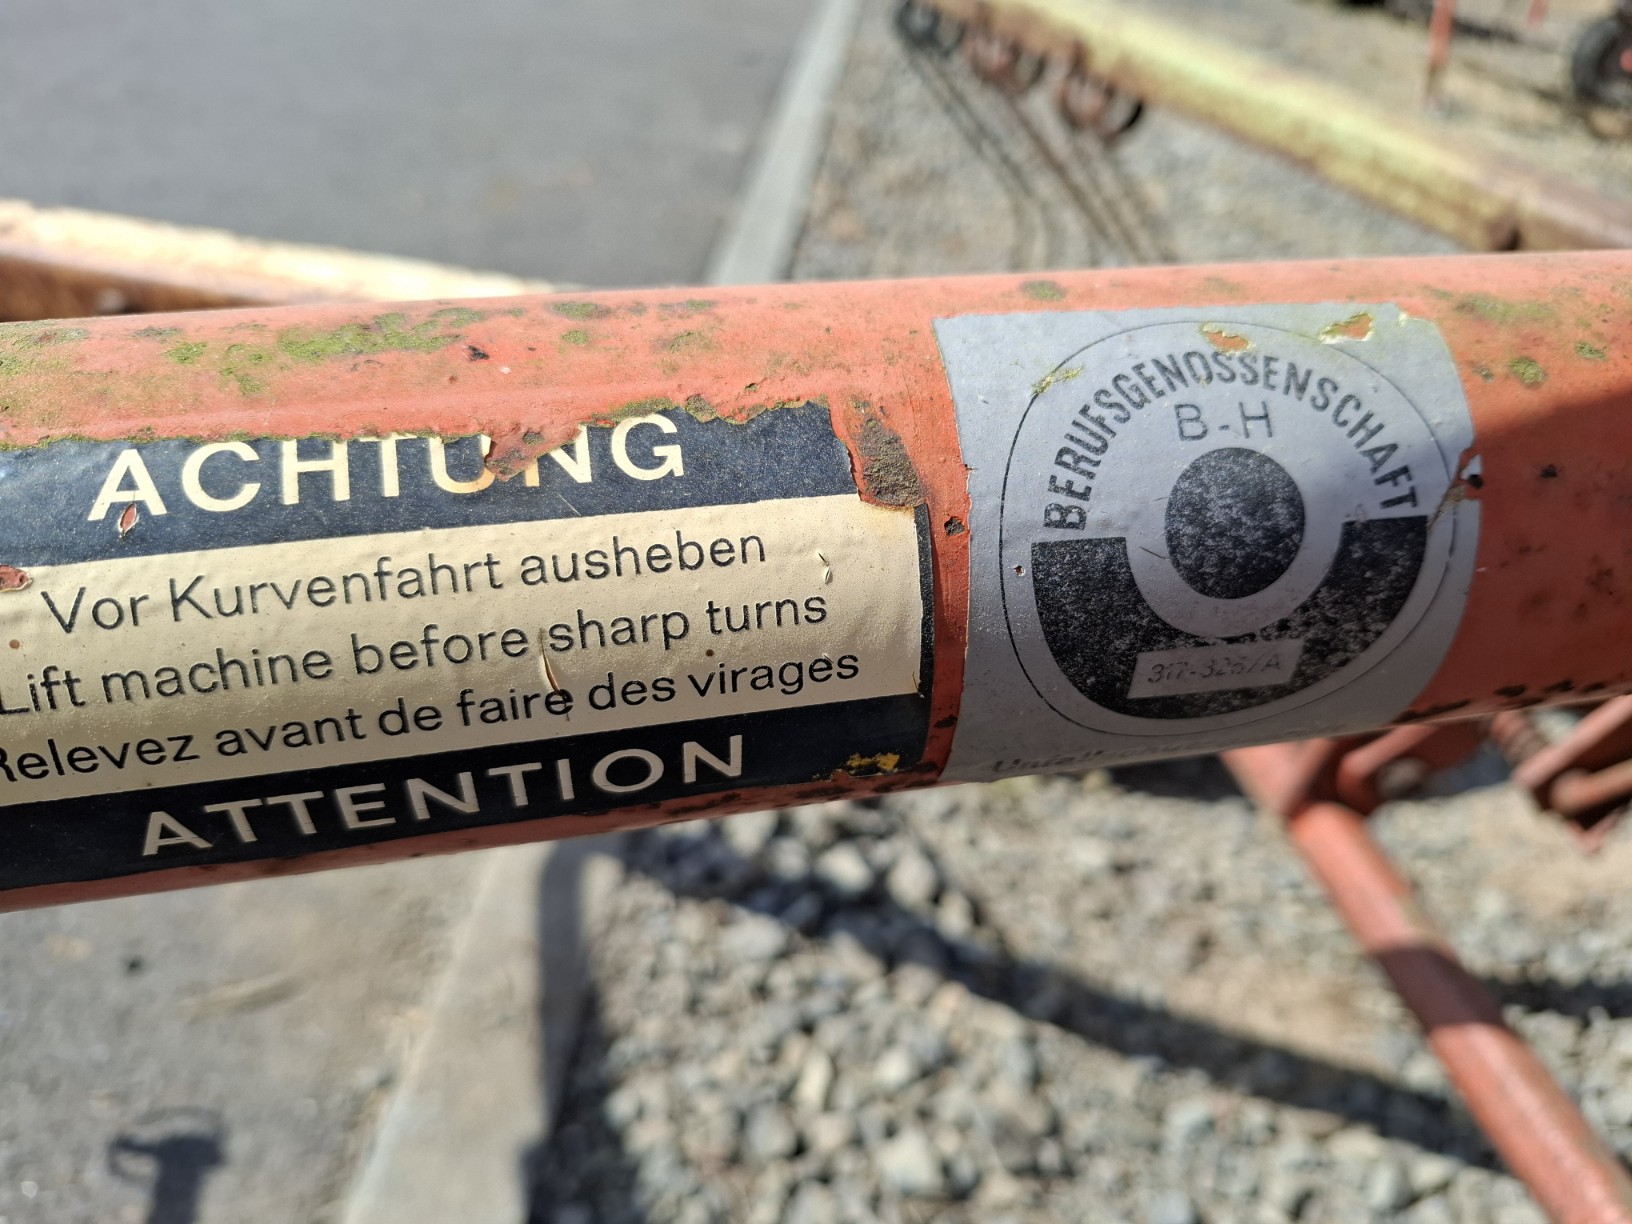 ACHTUNG
Vor Kurvenfahrt ausheben
Lift machine before sharp turns
Relevez avant de faire des virages
ATTENTION
BERUFSGENOSSENSCHAFT
B-H